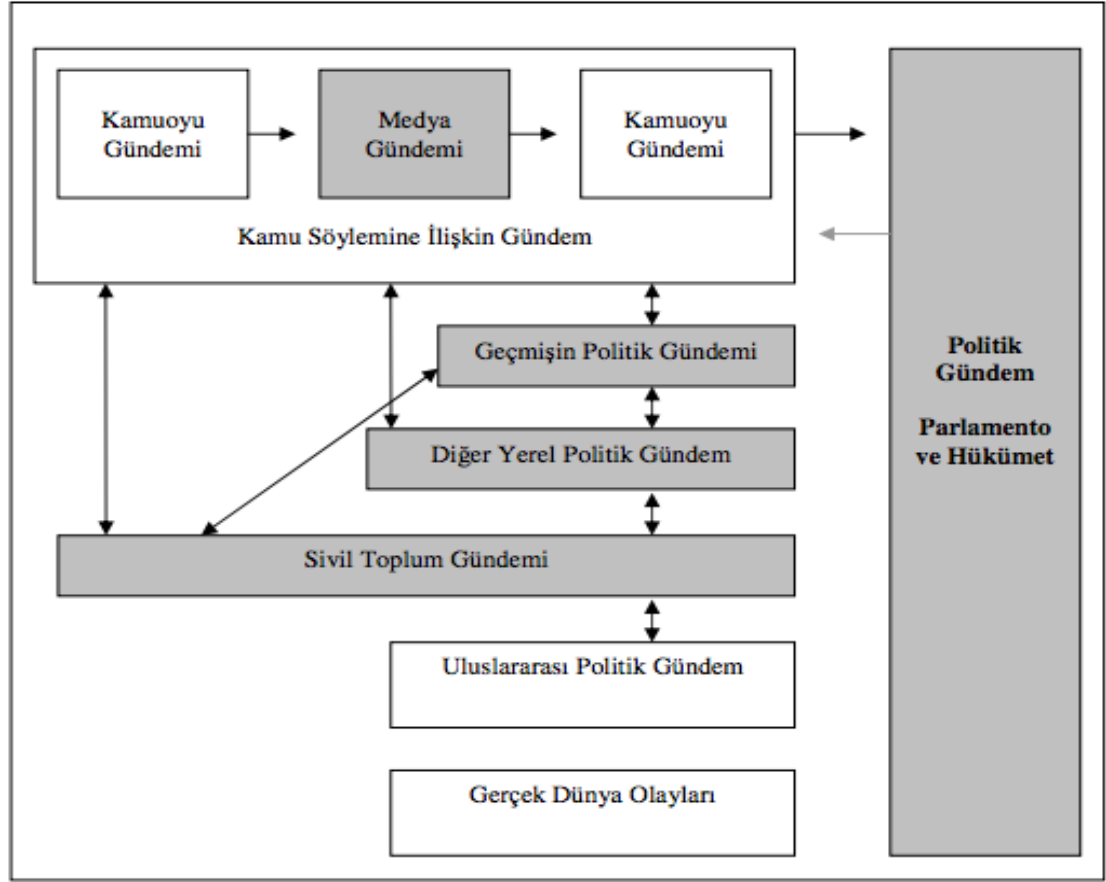 Kamuoyu
Gündemi
Medya
Gündemi
Kamuoyu
Gündemi
Kamu Söylemine İlişkin Gündem
Geçmişin Politik Gündemi
Diğer Yerel Politik Gündem
Sivil Toplum Gündemi
Uluslararası Politik Gündem
Gerçek Dünya Olayları
Politik
Gündem
Parlamento
ve Hükümet